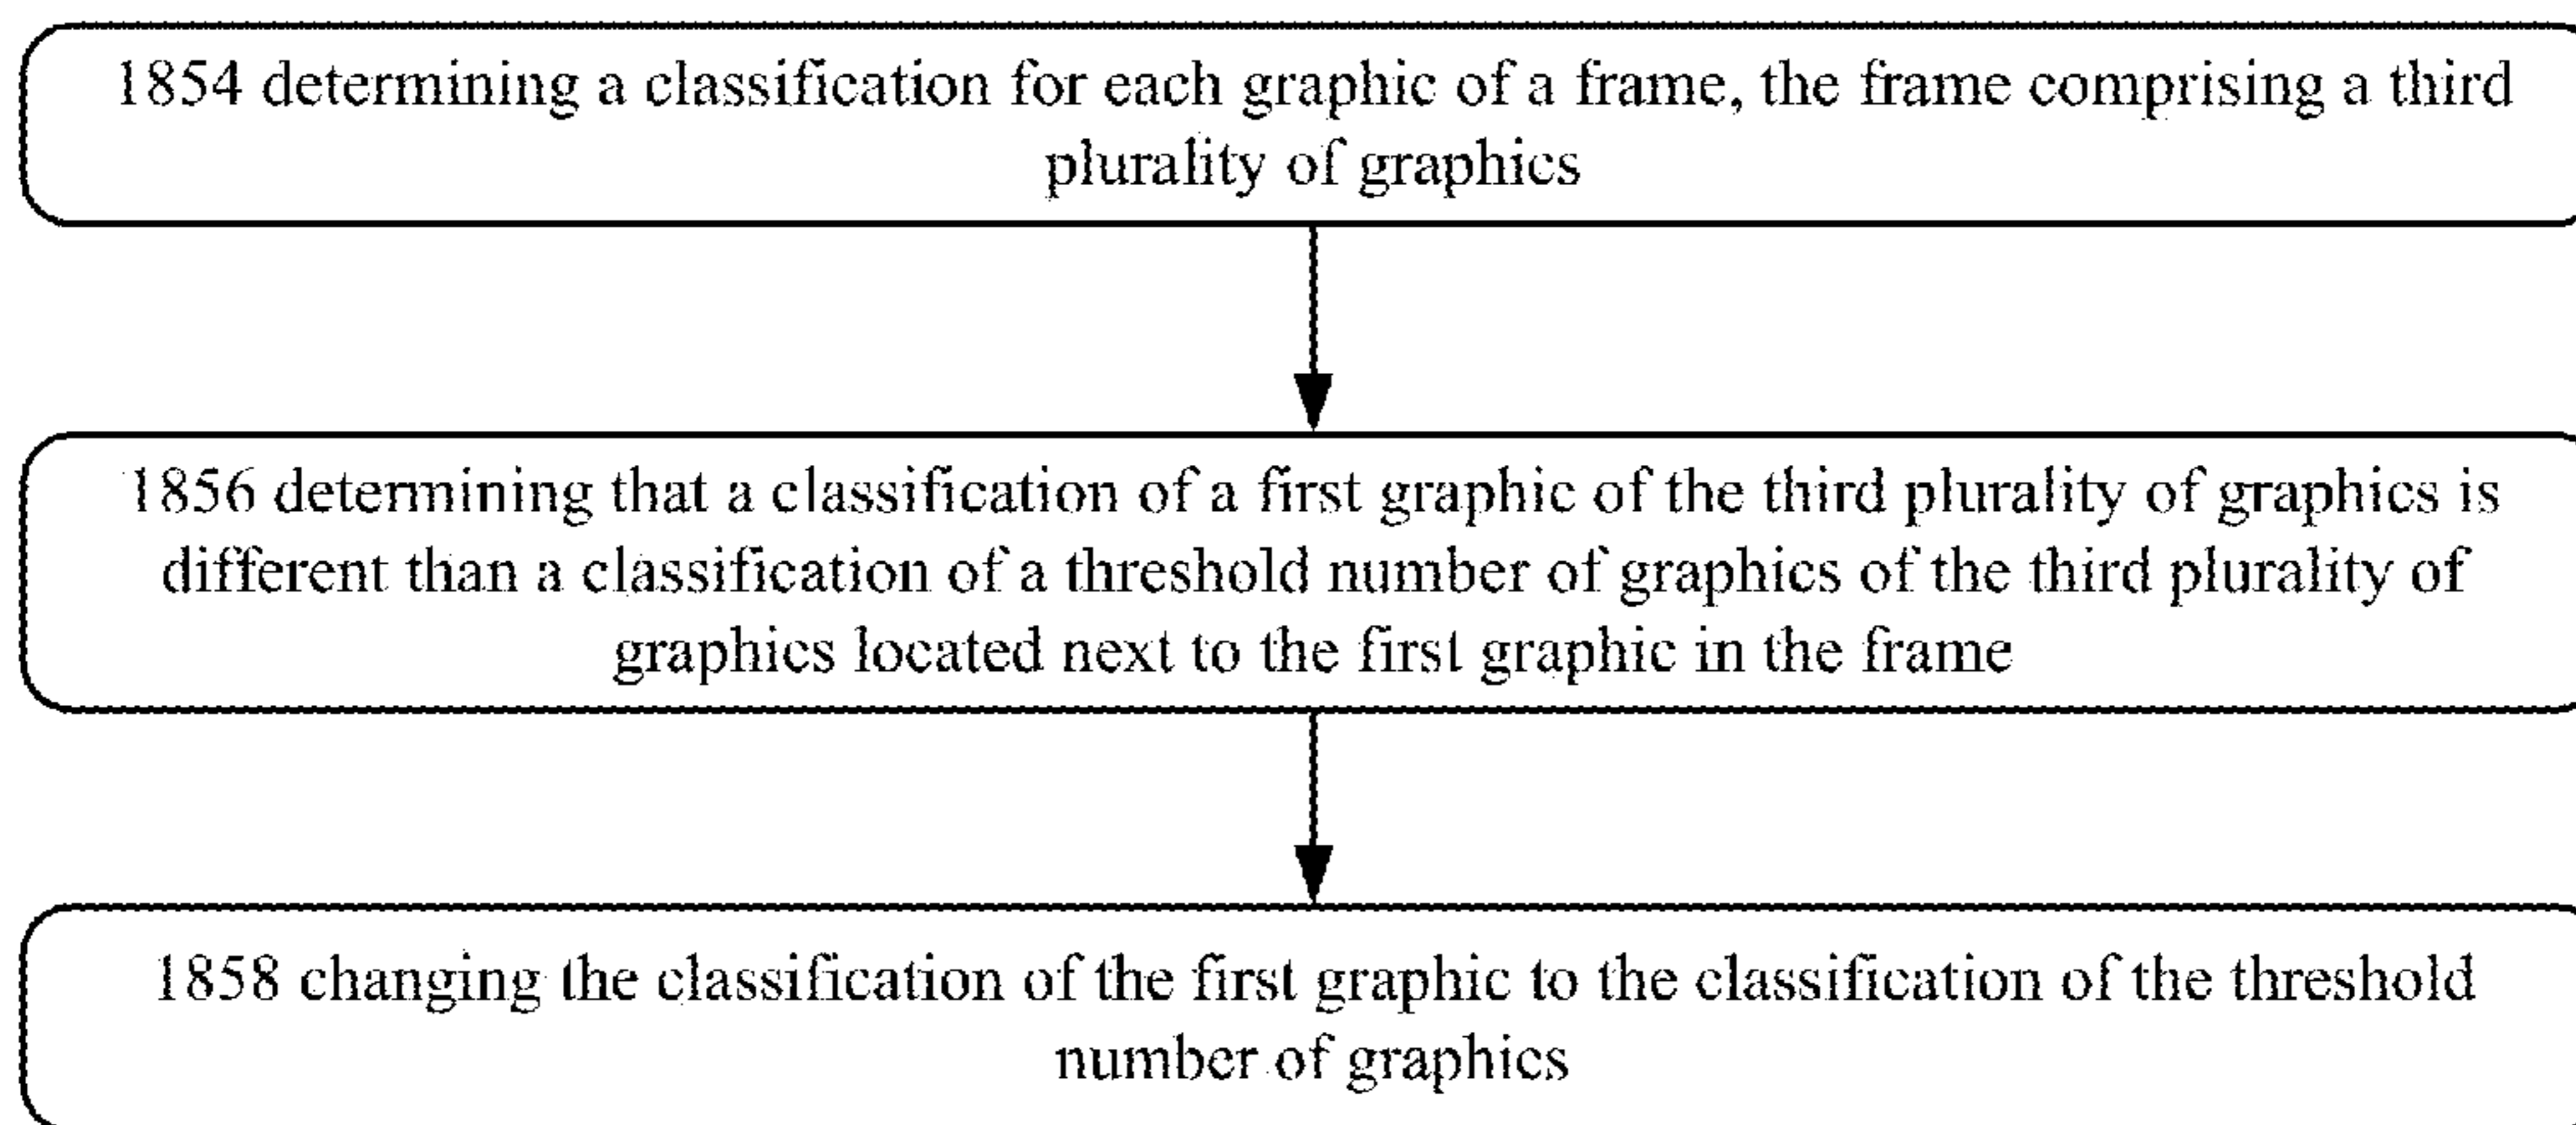 1854 determining a classification for each graphic of a frame, the frame comprising a third
plurality of graphics
1856 determining that a classification of a first graphic of the third plurality of graphics is
different than a classification of a threshold number of graphics of the third plurality of
graphics located next to the first graphic in the frame
1858 changing the classification of the first graphic to the classification of the threshold
number of graphics